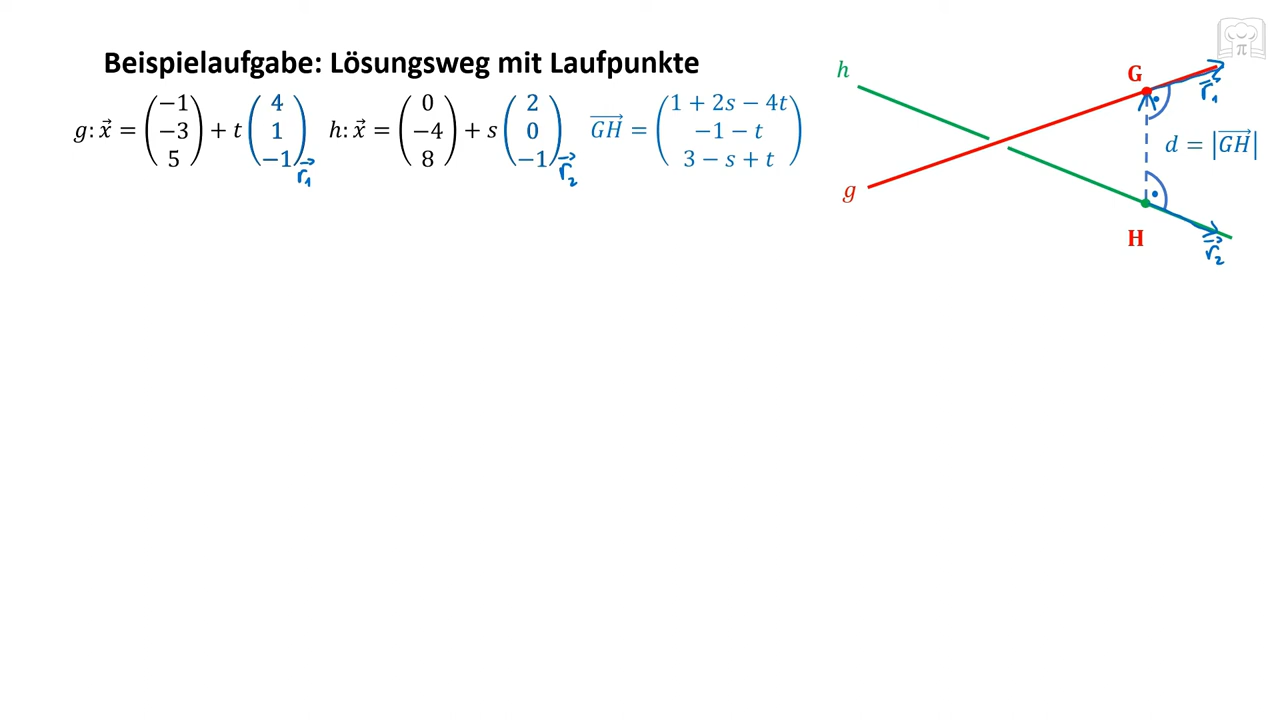 Beispielaufgabe: Lösungsweg mit Laufpunkte
g: x⃗ = (−1 −3 5) + t (4 1 −1) r⃗₁ h: x⃗ = (0 −4 8) + s (2 0 −1) r⃗₂ GH⃗ = (1 + 2s − 4t −1 − t 3 − s + t)
h
G
r⃗₁
d = |GH⃗|
g
H
r⃗₂
π